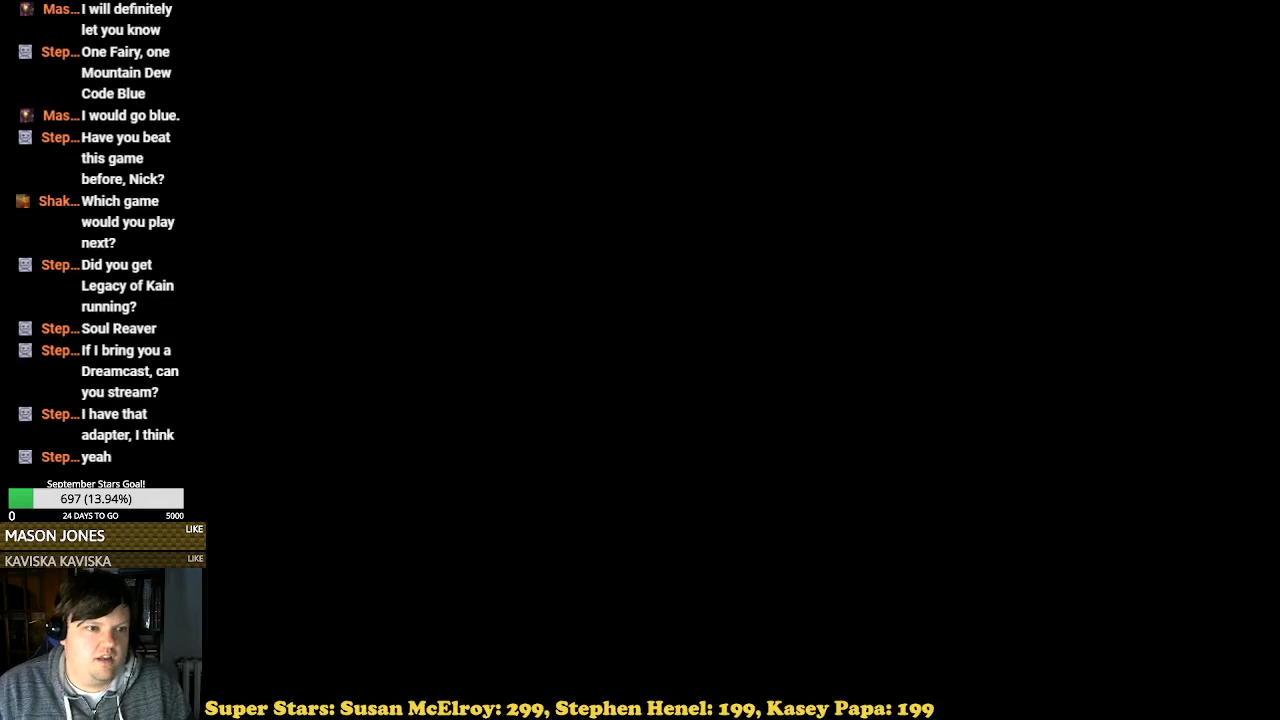 Mas... I will definitely
let you know
Step... One Fairy, one
Mountain Dew
Code Blue
Mas... I would go blue.
Step... Have you beat
this game
before, Nick?
Shak... Which game
would you play
next?
Step... Did you get
Legacy of Kain
running?
Step... Soul Reaver
Step... If I bring you a
Dreamcast, can
you stream?
Step... I have that
adapter, I think
Step... yeah
September Stars Goal!
697 (13.94%)
0 24 DAYS TO GO 5000
MASON JONES LIKE
KAVISKA KAVISKA LIKE
Super Stars: Susan McElroy: 299, Stephen Henel: 199, Kasey Papa: 199